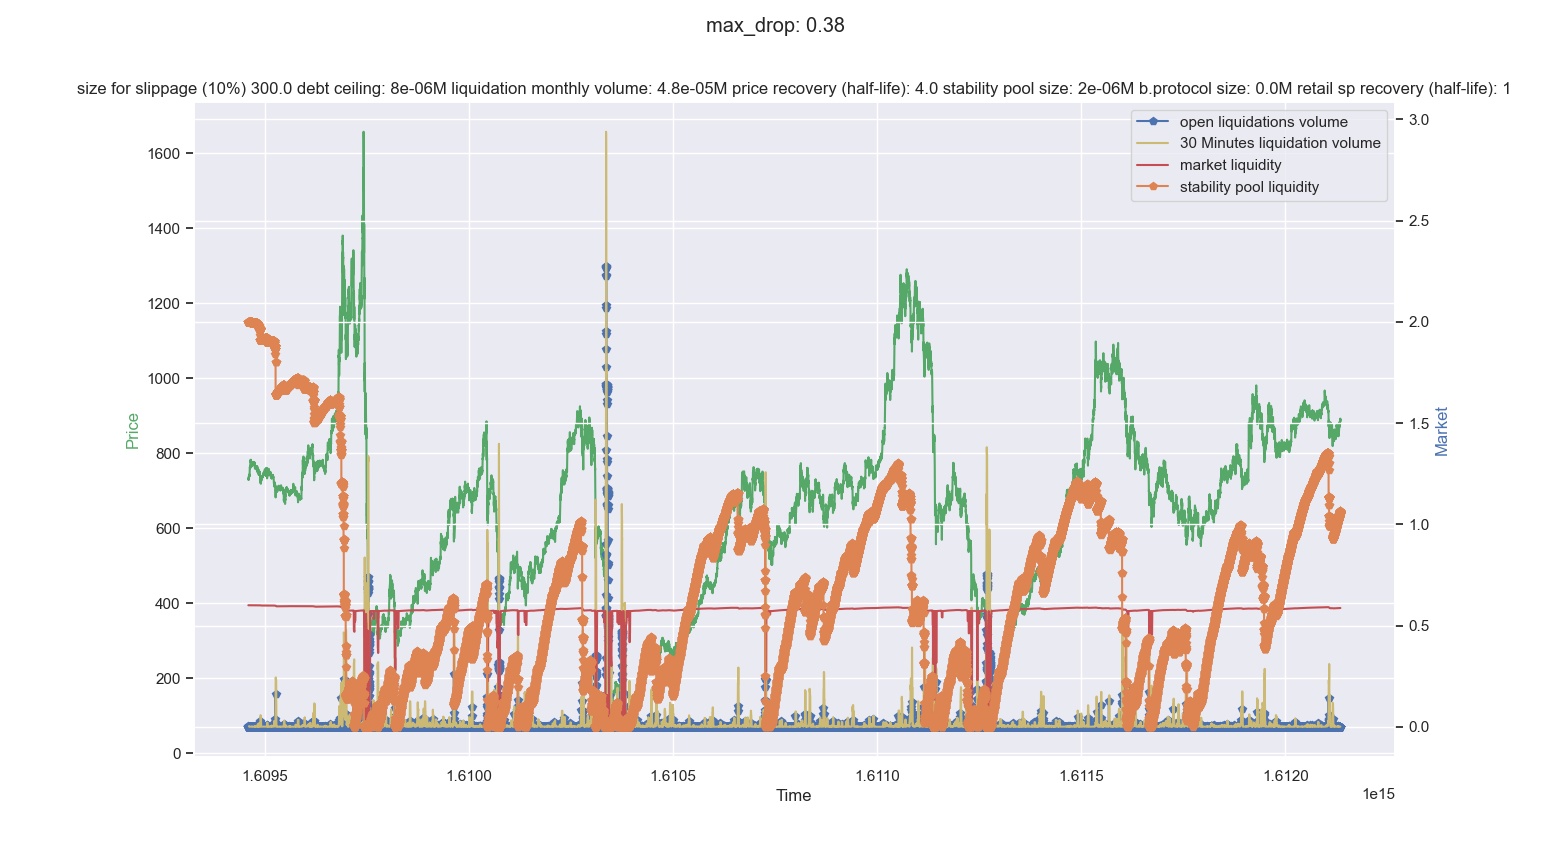 max_drop: 0.38
size for slippage (10%) 300.0 debt ceiling: 8e-06M liquidation monthly volume: 4.8e-05M price recovery (half-life): 4.0 stability pool size: 2e-06M b.protocol size: 0.0M retail sp recovery (half-life): 1
open liquidations volume
30 Minutes liquidation volume
market liquidity
stability pool liquidity
1600
1400
1200
1000
800
600
400
200
0
Price
3.0
2.5
2.0
1.5
1.0
0.5
0.0
Market
1.6095
1.6100
1.6105
1.6110
1.6115
1.6120
1e15
Time